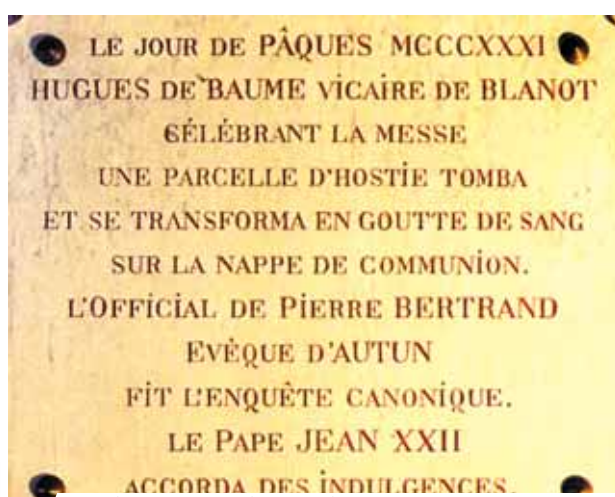 LE JOUR DE PÂQUES MCCCXXXI
HUGUES DE BAUME VICAIRE DE BLANOT
CÉLÉBRANT LA MESSE
UNE PARCELLE D'HOSTIE TOMBA
ET SE TRANSFORMA EN GOUTTE DE SANG
SUR LA NAPPE DE COMMUNION.
L'OFFICIAL DE PIERRE BERTRAND
EVÊQUE D'AUTUN
FIT L'ENQUÊTE CANONIQUE.
LE PAPE JEAN XXII
ACCORDA DES INDULGENCES.